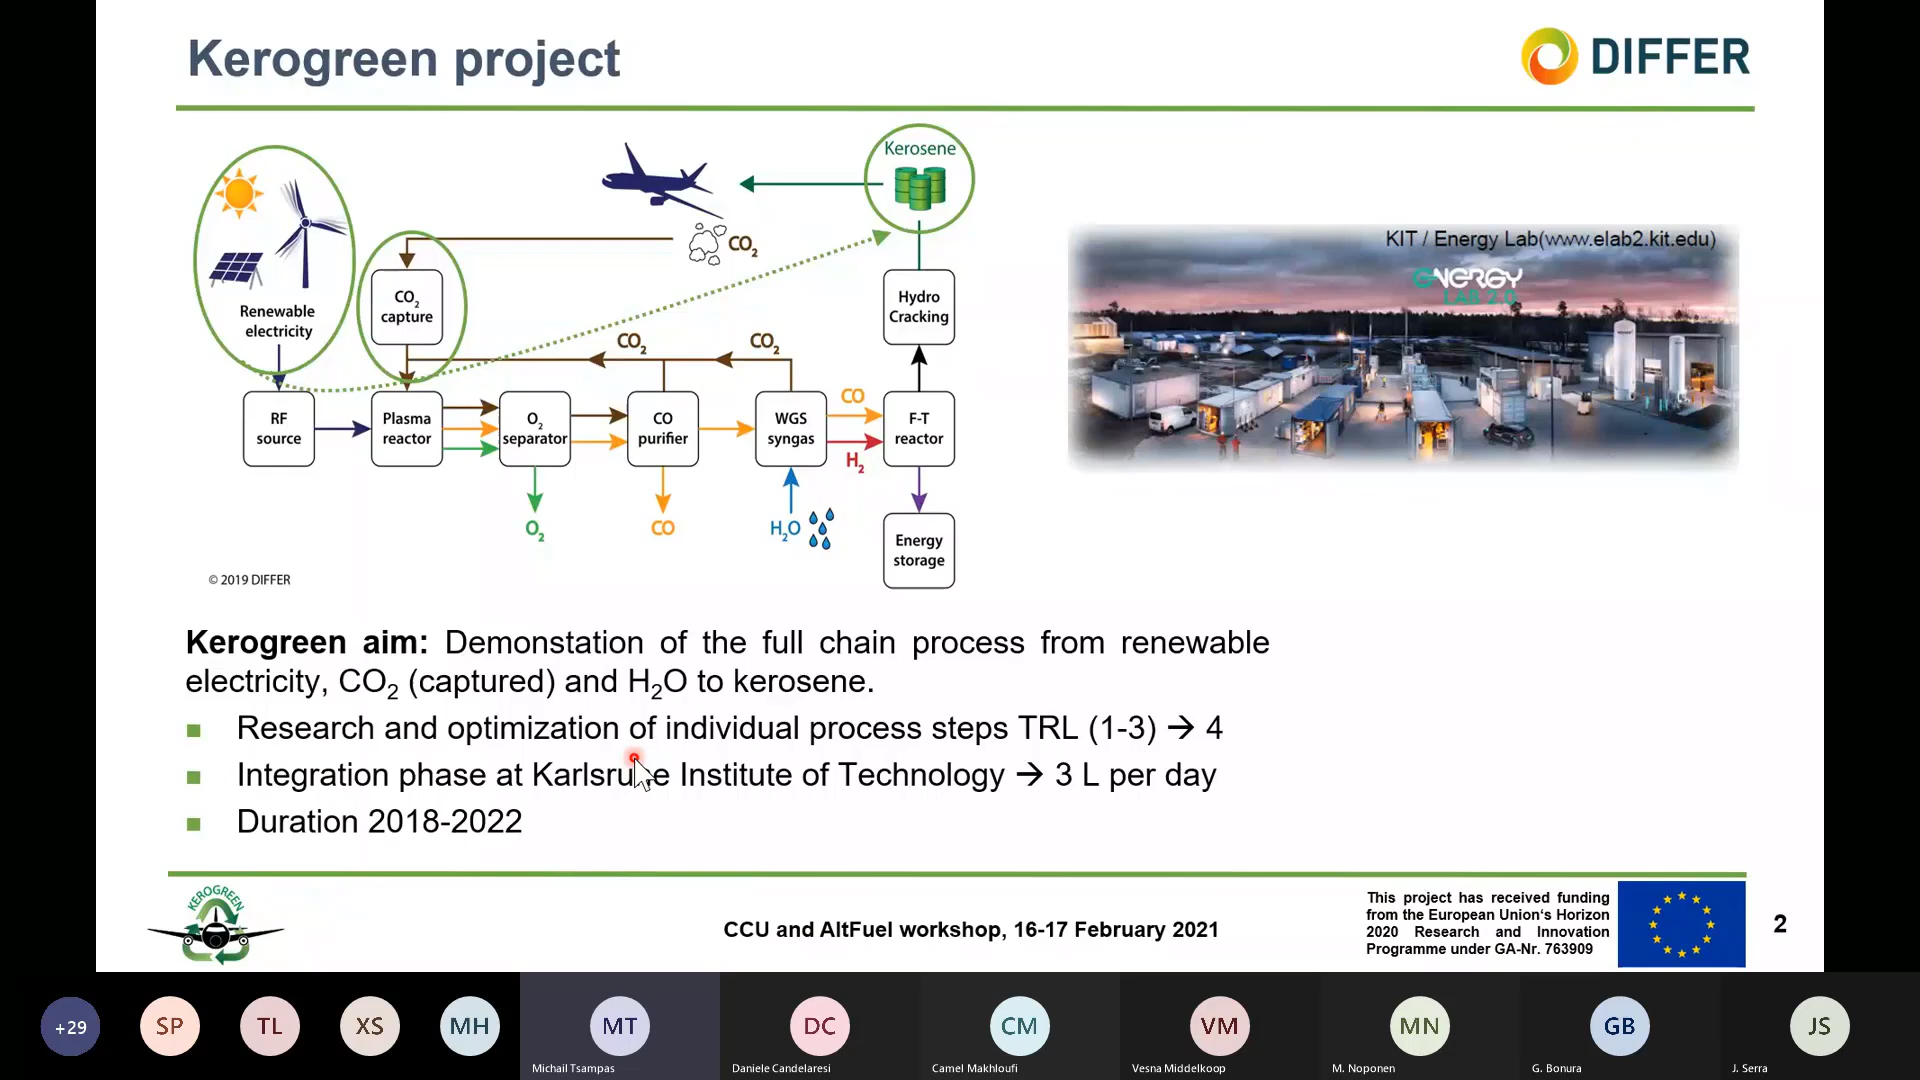 Kerogreen project
DIFFER
Kerosene
CO2
Renewable
electricity
CO2
capture
Hydro
Cracking
CO2
CO2
RF
source
Plasma
reactor
O2
separator
CO
purifier
WGS
syngas
CO
H2
F-T
reactor
O2
CO
H2O
Energy
storage
© 2019 DIFFER
KIT / Energy Lab(www.elab2.kit.edu)
ENERGY
LAB 2.0
Kerogreen aim: Demonstation of the full chain process from renewable
electricity, CO2 (captured) and H2O to kerosene.
Research and optimization of individual process steps TRL (1-3) → 4
Integration phase at Karlsruhe Institute of Technology → 3 L per day
Duration 2018-2022
KEROGREEN
CCU and AltFuel workshop, 16-17 February 2021
This project has received funding
from the European Union's Horizon
2020 Research and Innovation
Programme under GA-Nr. 763909
2
+29
SP
TL
XS
MH
MT
Michail Tsampas
DC
Daniele Candelaresi
CM
Camel Makhloufi
VM
Vesna Middelkoop
MN
M. Noponen
GB
G. Bonura
JS
J. Serra